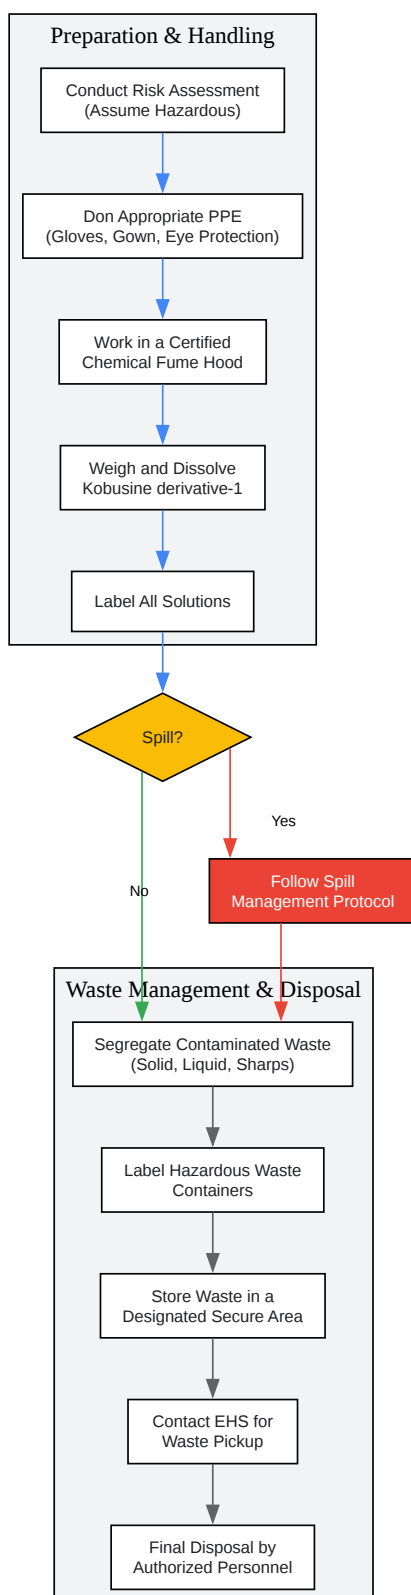 Preparation & Handling
Conduct Risk Assessment
(Assume Hazardous)
Don Appropriate PPE
(Gloves, Gown, Eye Protection)
Work in a Certified
Chemical Fume Hood
Weigh and Dissolve
Kobusine derivative-1
Label All Solutions
Spill?
Yes
No
Follow Spill
Management Protocol
Waste Management & Disposal
Segregate Contaminated Waste
(Solid, Liquid, Sharps)
Label Hazardous Waste
Containers
Store Waste in a
Designated Secure Area
Contact EHS for
Waste Pickup
Final Disposal by
Authorized Personnel